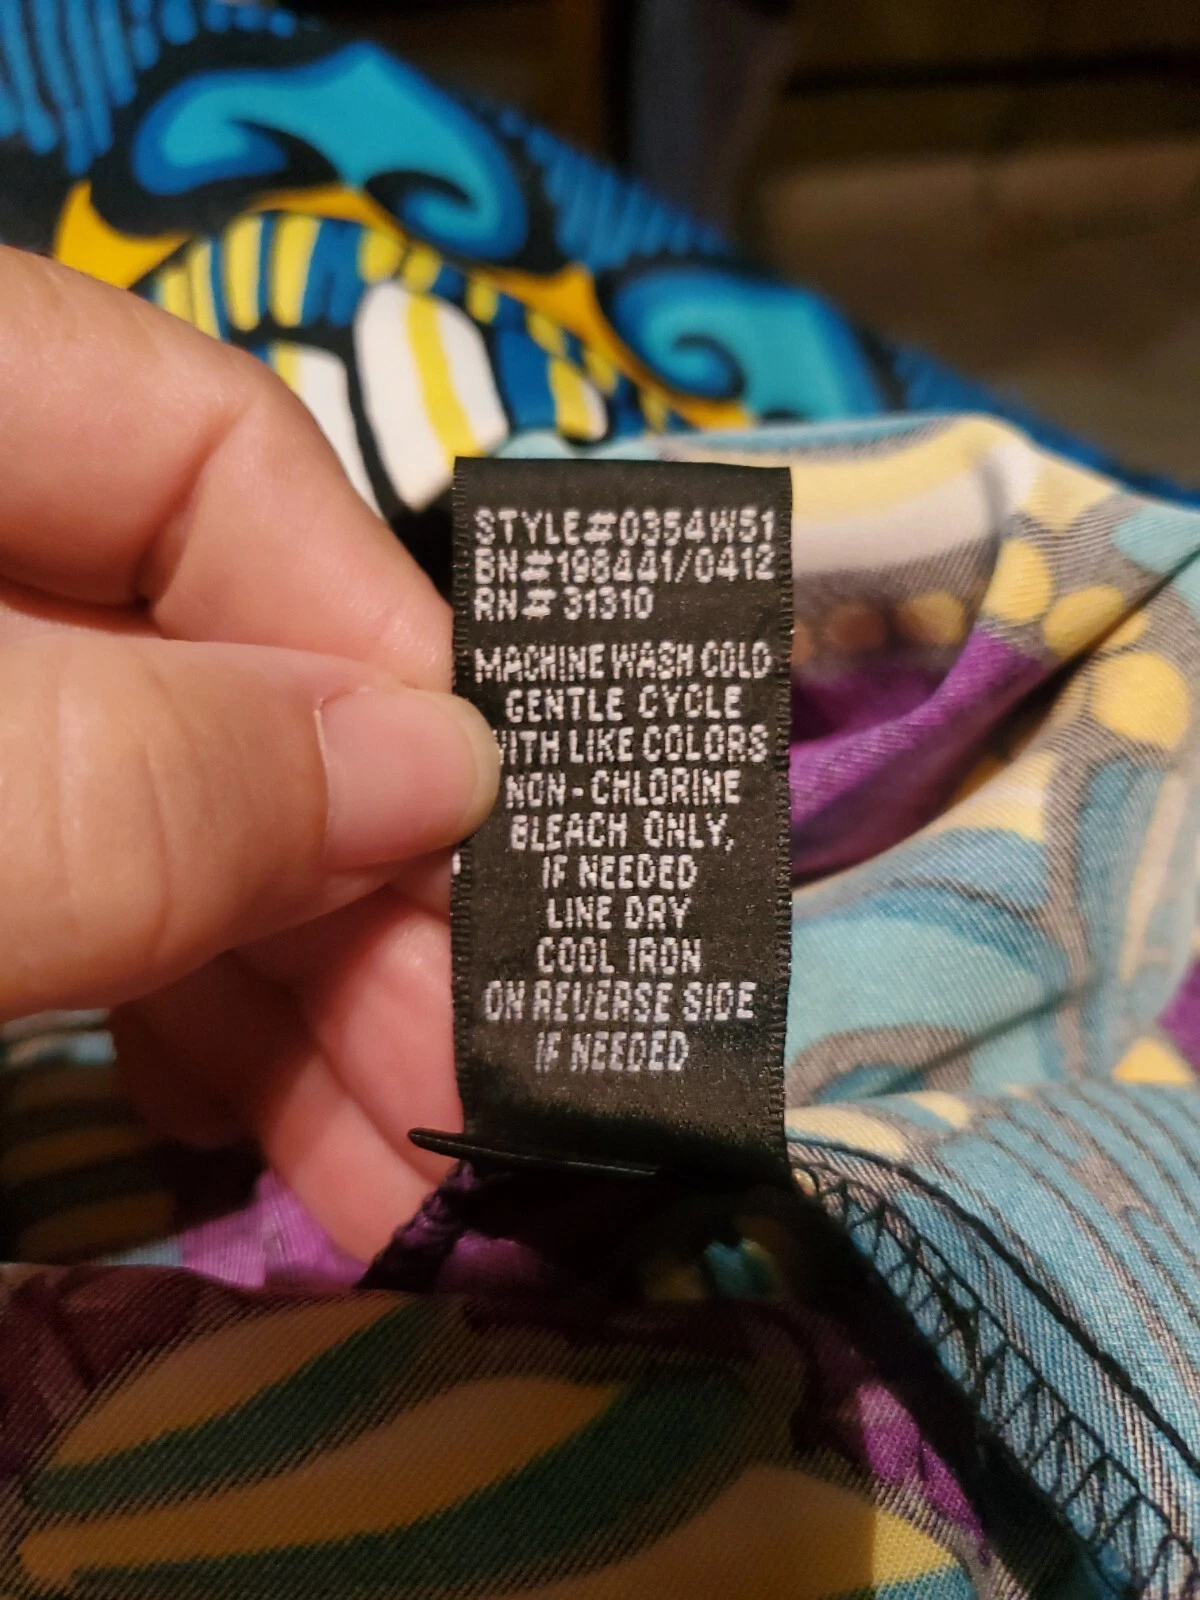 STYLE#0354W51
BN#198441/0412
RN#31310
MACHINE WASH COLD
GENTLE CYCLE
WITH LIKE COLORS
NON-CHLORINE
BLEACH ONLY,
IF NEEDED
LINE DRY
COOL IRON
ON REVERSE SIDE
IF NEEDED